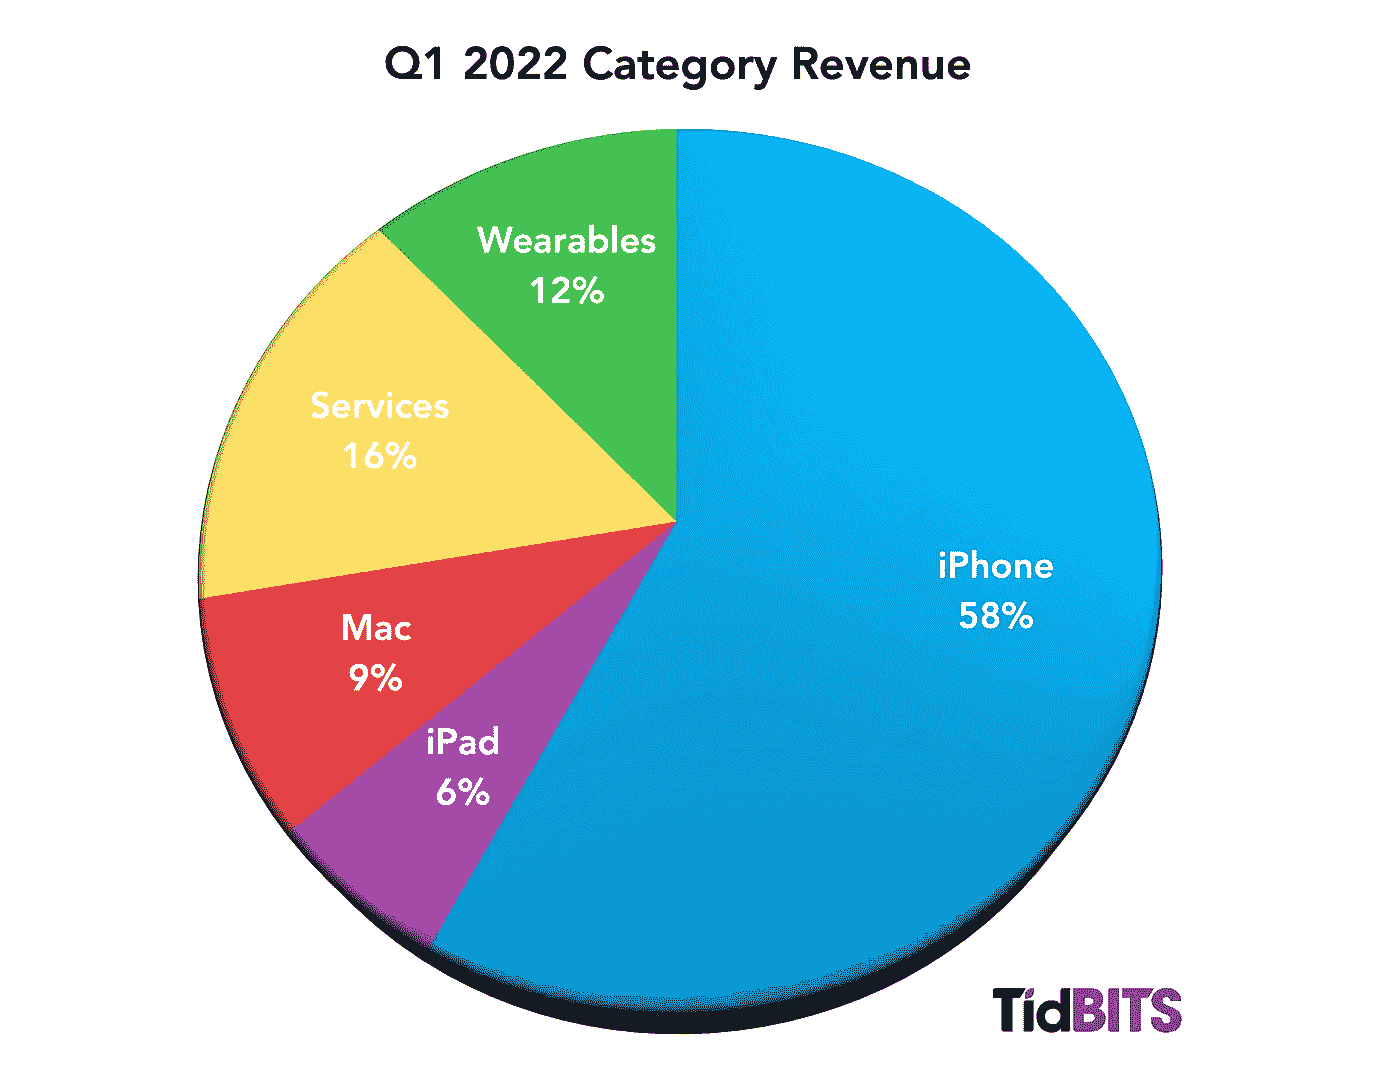 Q1 2022 Category Revenue
Wearables
12%
Services
16%
iPhone
58%
Mac
9%
iPad
6%
TidBITS